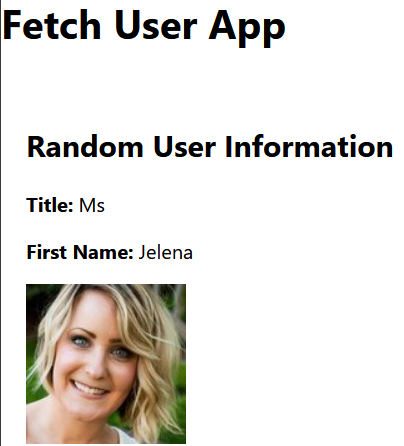 Fetch User App
Random User Information
Title: Ms
First Name: Jelena